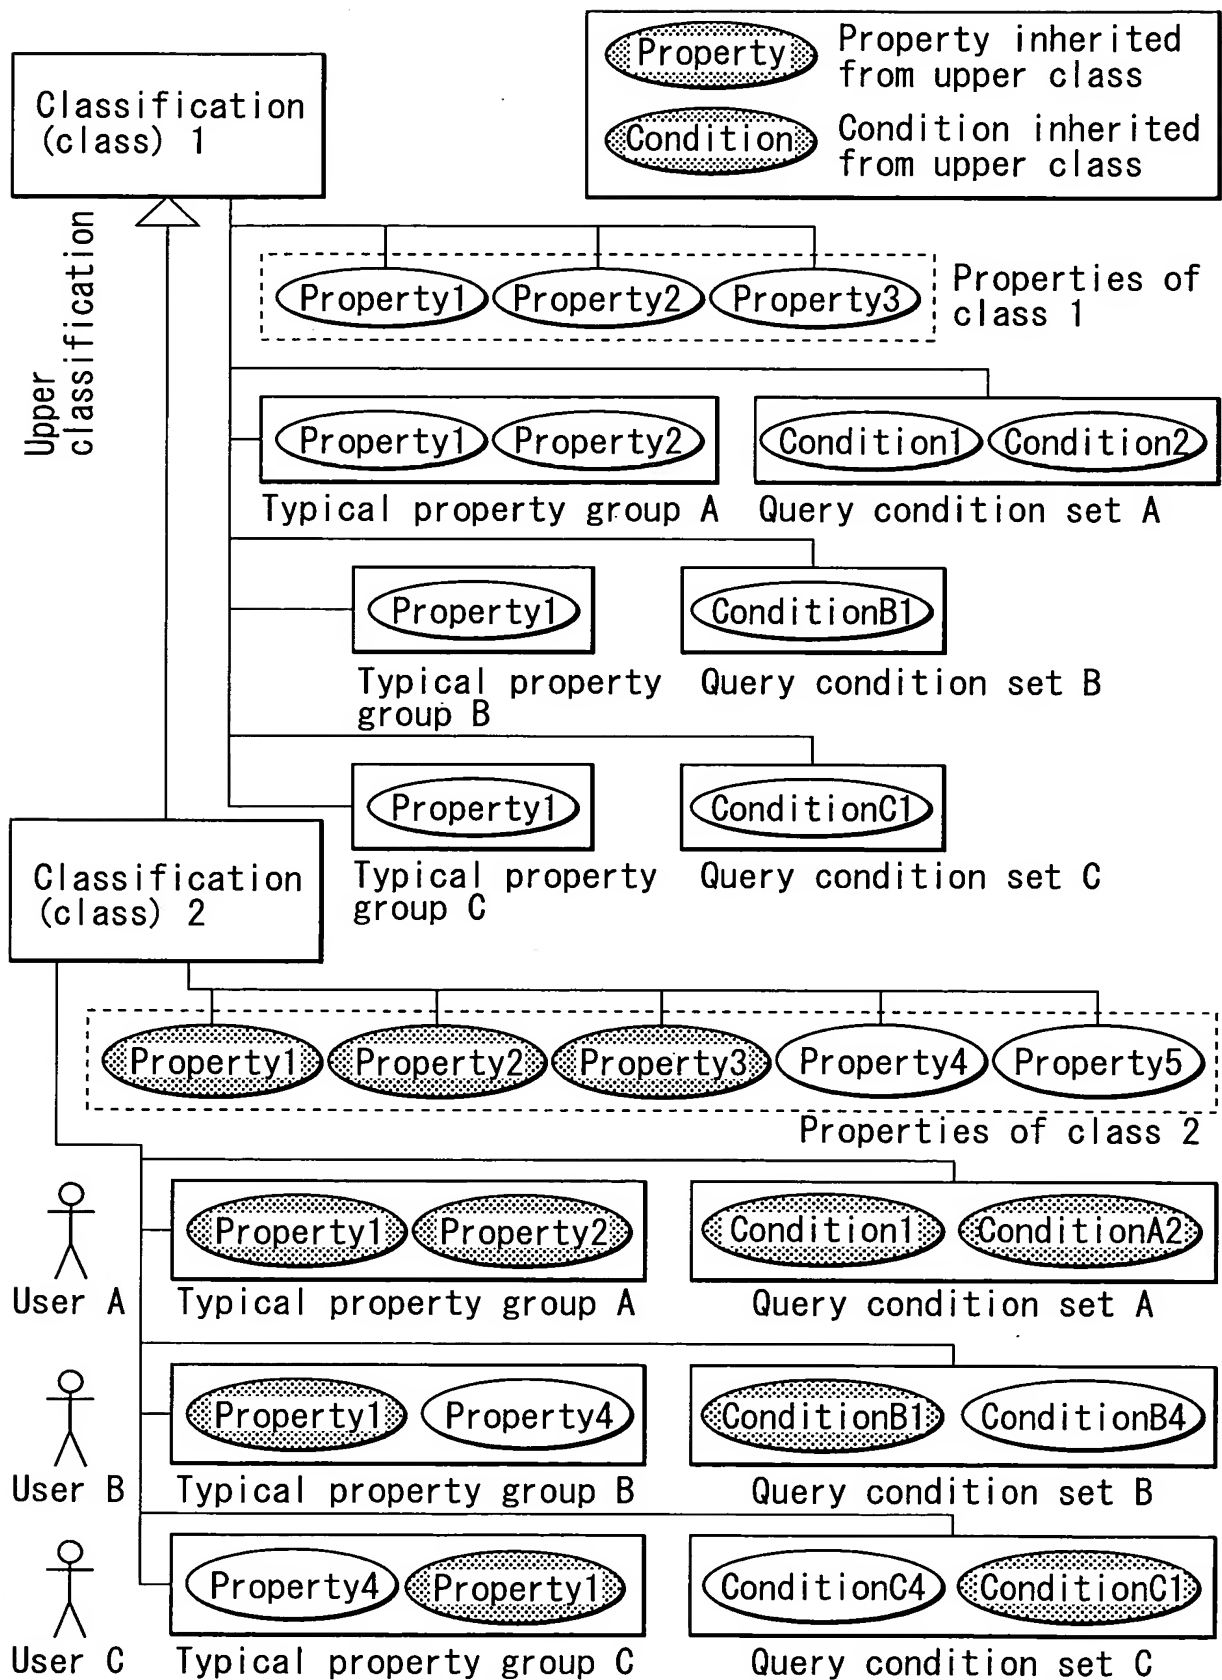 Property
Property inherited
from upper class
Condition
Condition inherited
from upper class
Classification
(class) 1
Upper
classification
Property1 Property2 Property3
Properties of
class 1
Property1 Property2
Typical property group A
Condition1 Condition2
Query condition set A
Property1
Typical property
group B
ConditionB1
Query condition set B
Property1
Typical property
group C
ConditionC1
Query condition set C
Classification
(class) 2
Property1 Property2 Property3 Property4 Property5
Properties of class 2
User A
Property1 Property2
Typical property group A
Condition1 ConditionA2
Query condition set A
User B
Property1 Property4
Typical property group B
ConditionB1 ConditionB4
Query condition set B
User C
Property4 Property1
Typical property group C
ConditionC4 ConditionC1
Query condition set C